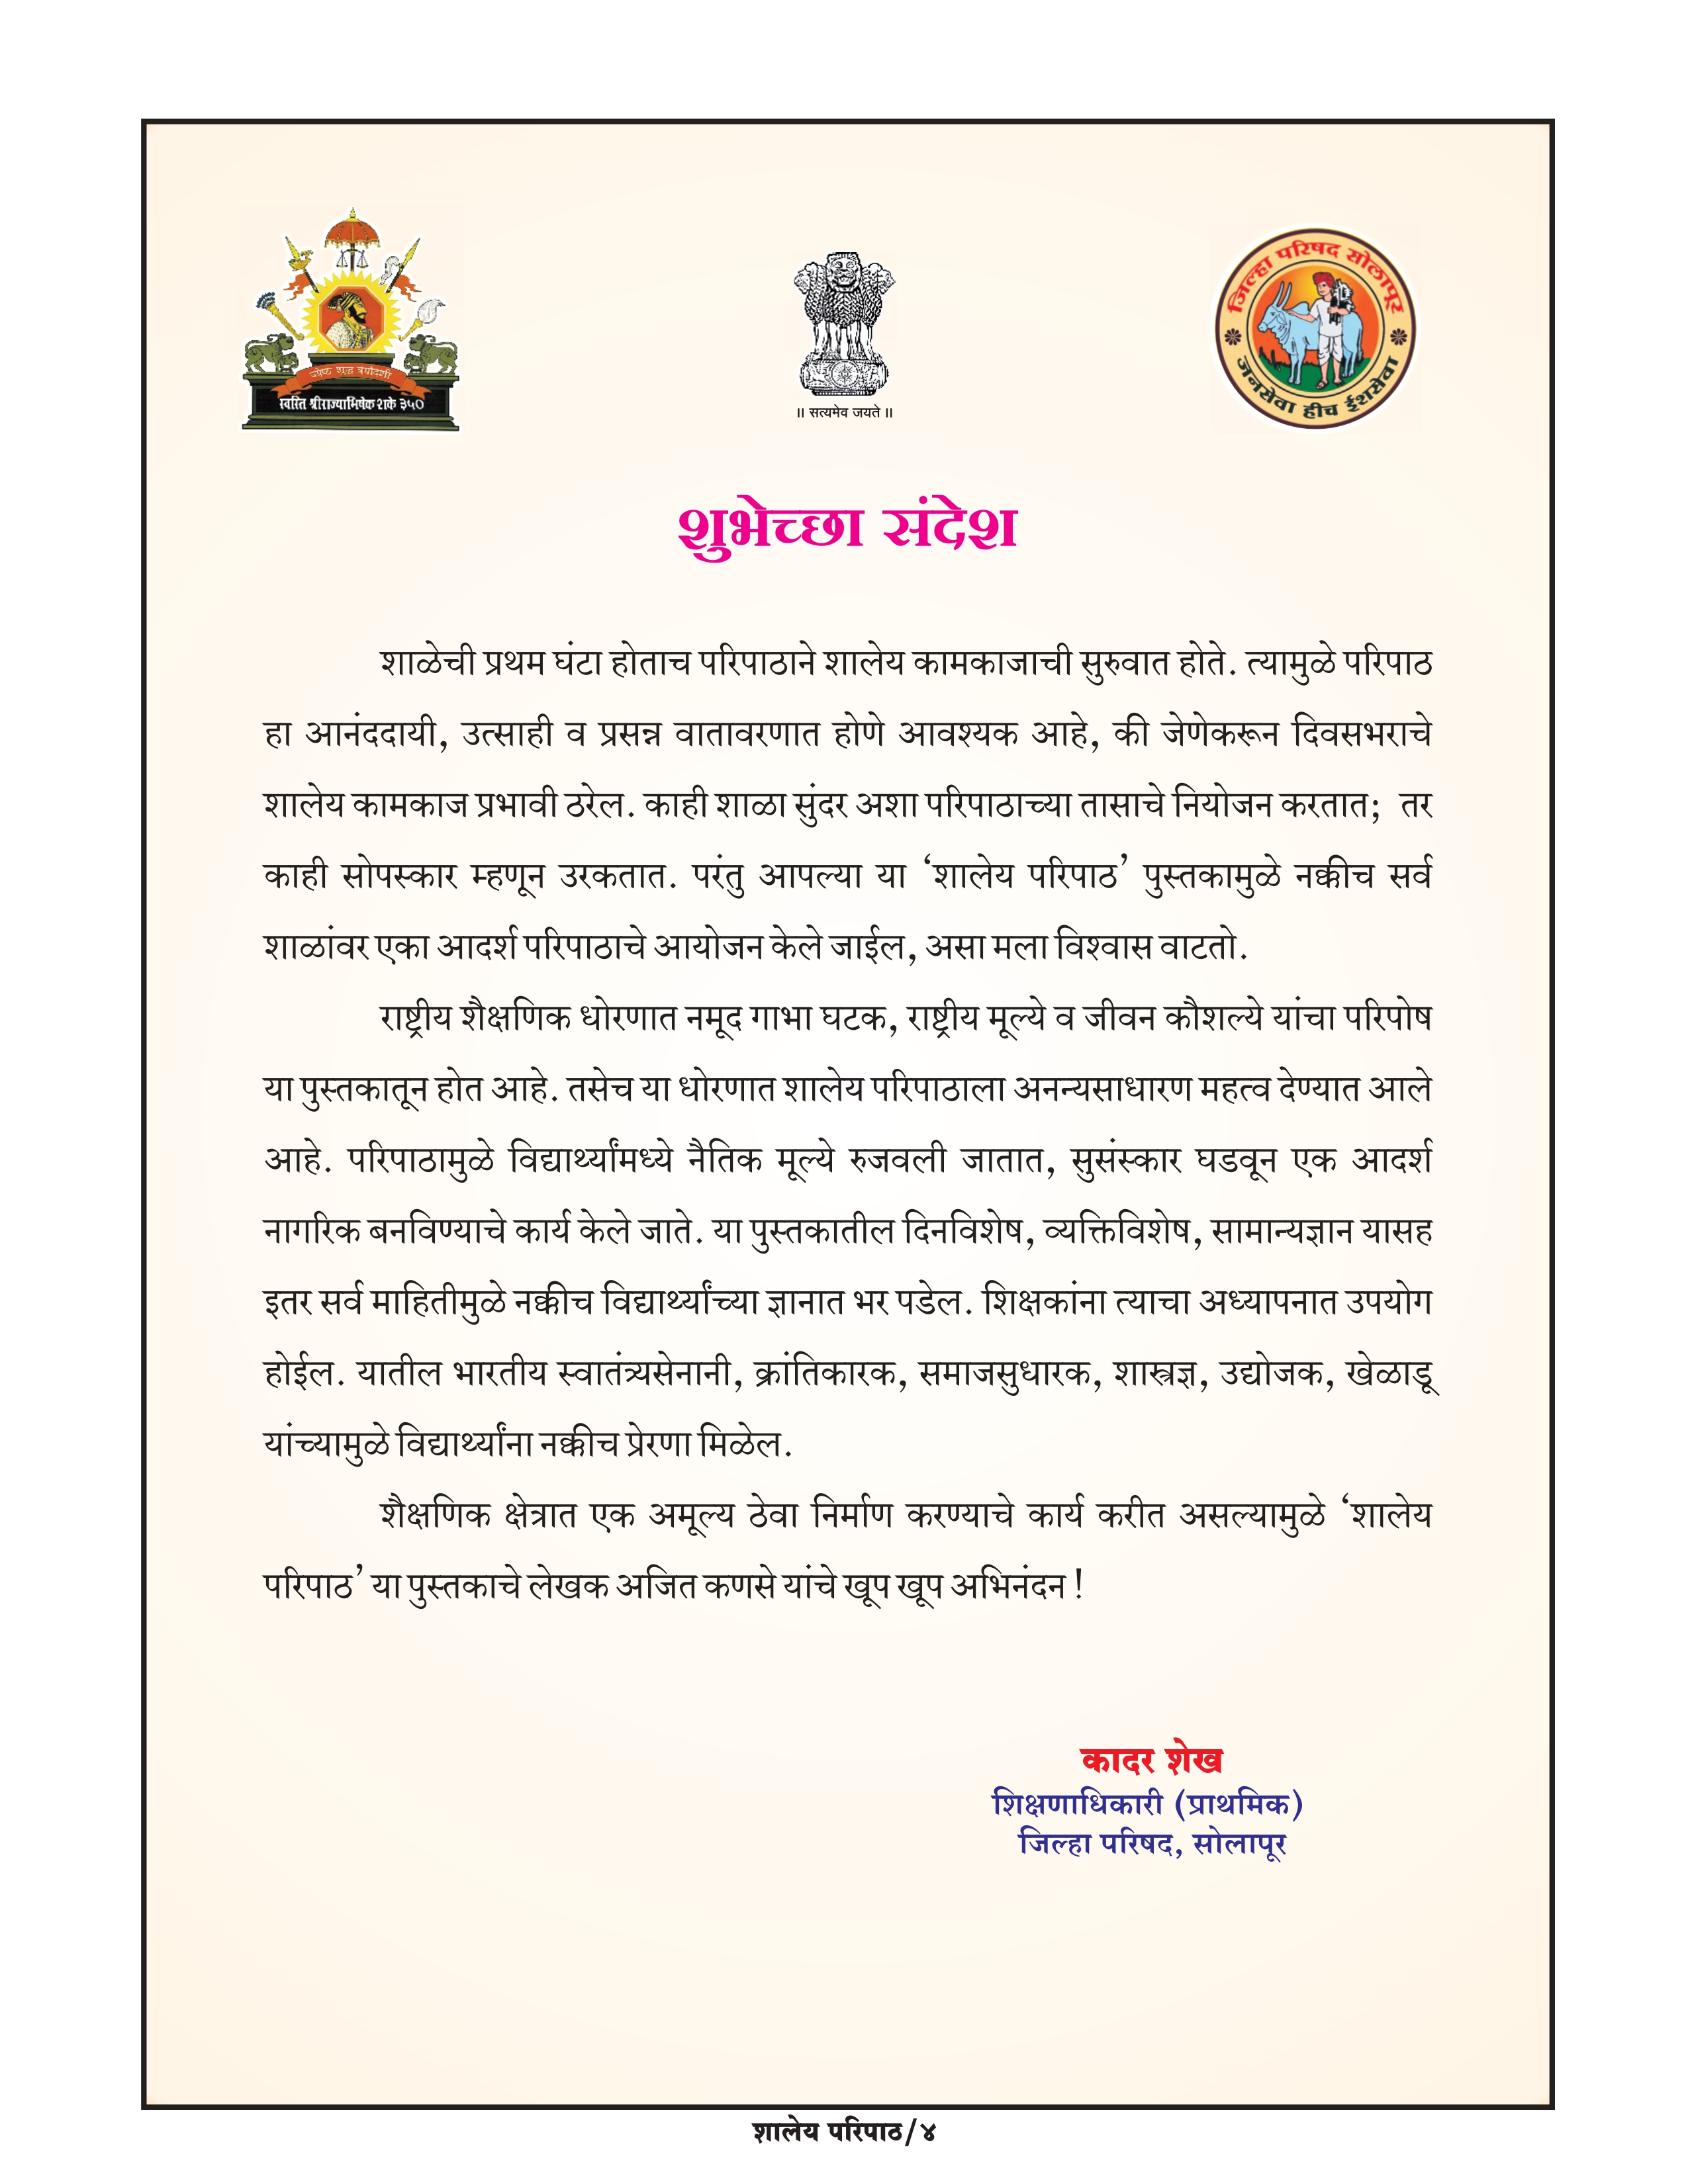 ज्येष्ठ शुद्ध त्रयोदशी
स्वस्ति श्रीराज्याभिषेक शके ३५०
॥ सत्यमेव जयते ॥
जिल्हा परिषद सोलापूर
जनसेवा हीच ईशसेवा
शुभेच्छा संदेश
शाळेची प्रथम घंटा होताच परिपाठाने शालेय कामकाजाची सुरुवात होते. त्यामुळे परिपाठ
हा आनंददायी, उत्साही व प्रसन्न वातावरणात होणे आवश्यक आहे, की जेणेकरून दिवसभराचे
शालेय कामकाज प्रभावी ठरेल. काही शाळा सुंदर अशा परिपाठाच्या तासाचे नियोजन करतात; तर
काही सोपस्कार म्हणून उरकतात. परंतु आपल्या या ‘शालेय परिपाठ’ पुस्तकामुळे नक्कीच सर्व
शाळांवर एका आदर्श परिपाठाचे आयोजन केले जाईल, असा मला विश्वास वाटतो.
राष्ट्रीय शैक्षणिक धोरणात नमूद गाभा घटक, राष्ट्रीय मूल्ये व जीवन कौशल्ये यांचा परिपोष
या पुस्तकातून होत आहे. तसेच या धोरणात शालेय परिपाठाला अनन्यसाधारण महत्व देण्यात आले
आहे. परिपाठामुळे विद्यार्थ्यांमध्ये नैतिक मूल्ये रुजवली जातात, सुसंस्कार घडवून एक आदर्श
नागरिक बनविण्याचे कार्य केले जाते. या पुस्तकातील दिनविशेष, व्यक्तिविशेष, सामान्यज्ञान यासह
इतर सर्व माहितीमुळे नक्कीच विद्यार्थ्यांच्या ज्ञानात भर पडेल. शिक्षकांना त्याचा अध्यापनात उपयोग
होईल. यातील भारतीय स्वातंत्र्यसेनानी, क्रांतिकारक, समाजसुधारक, शास्त्रज्ञ, उद्योजक, खेळाडू
यांच्यामुळे विद्यार्थ्यांना नक्कीच प्रेरणा मिळेल.
शैक्षणिक क्षेत्रात एक अमूल्य ठेवा निर्माण करण्याचे कार्य करीत असल्यामुळे ‘शालेय
परिपाठ’ या पुस्तकाचे लेखक अजित कणसे यांचे खूप खूप अभिनंदन !
कादर शेख
शिक्षणाधिकारी (प्राथमिक)
जिल्हा परिषद, सोलापूर
शालेय परिपाठ/४